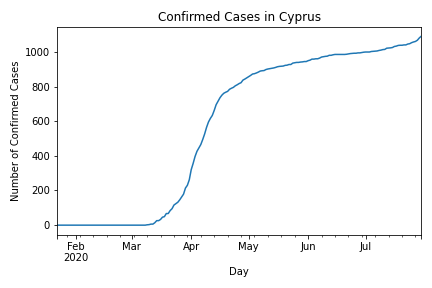 Confirmed Cases in Cyprus
Number of Confirmed Cases
1000
800
600
400
200
0
Feb Mar Apr May Jun Jul
2020
Day